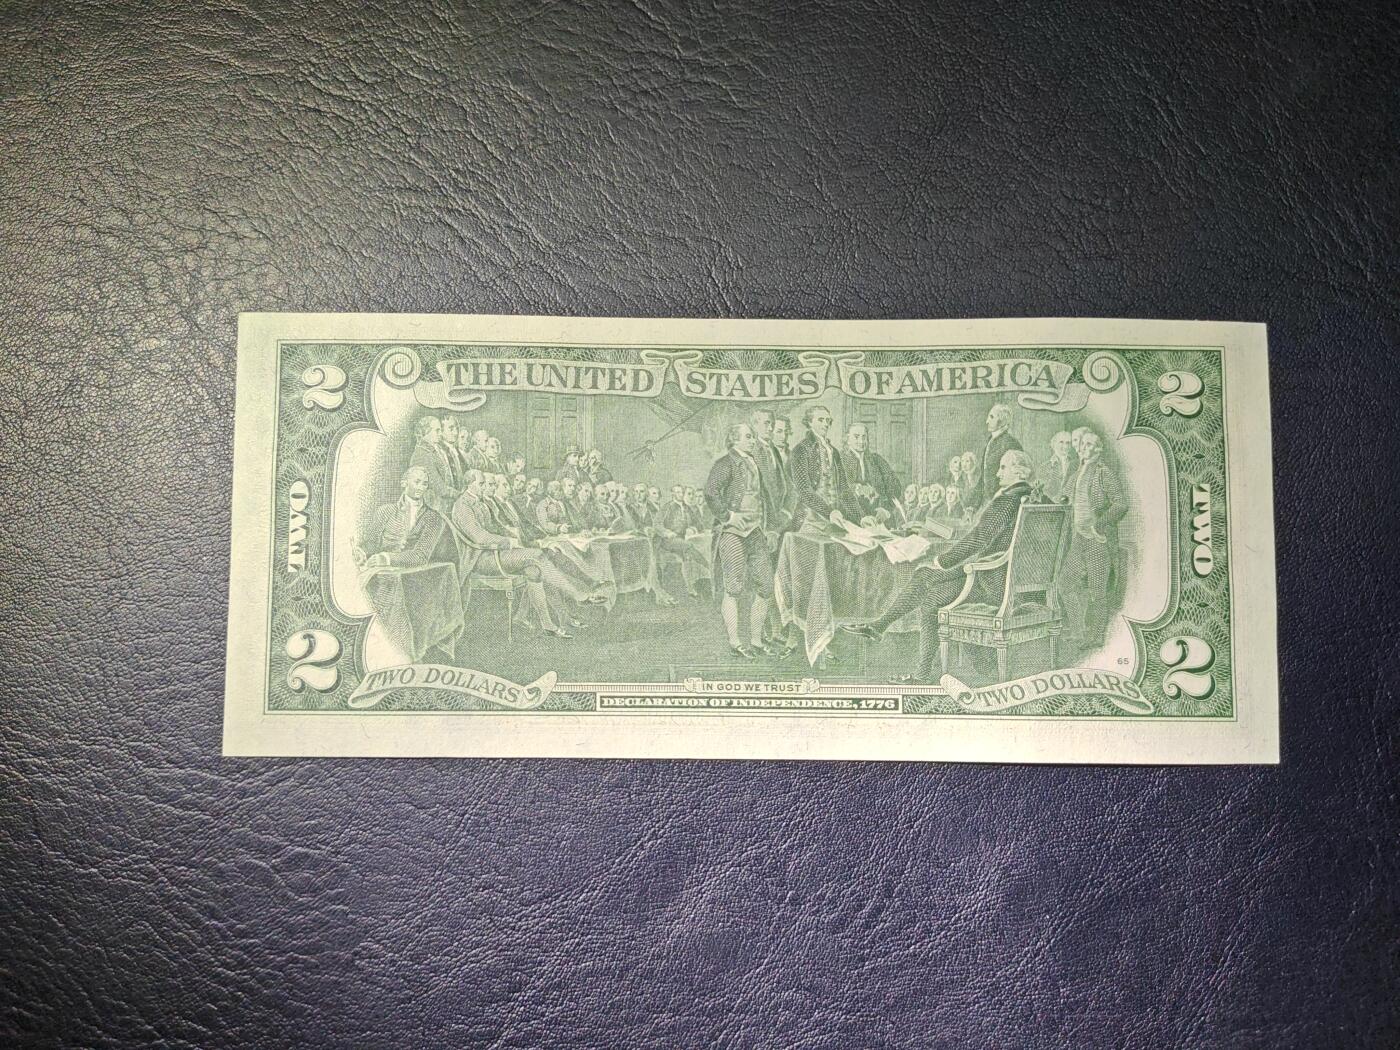 THE UNITED STATES OF AMERICA
2
2
TWO
TWO
2
2
65
TWO DOLLARS
IN GOD WE TRUST
TWO DOLLARS
DECLARATION OF INDEPENDENCE, 1776